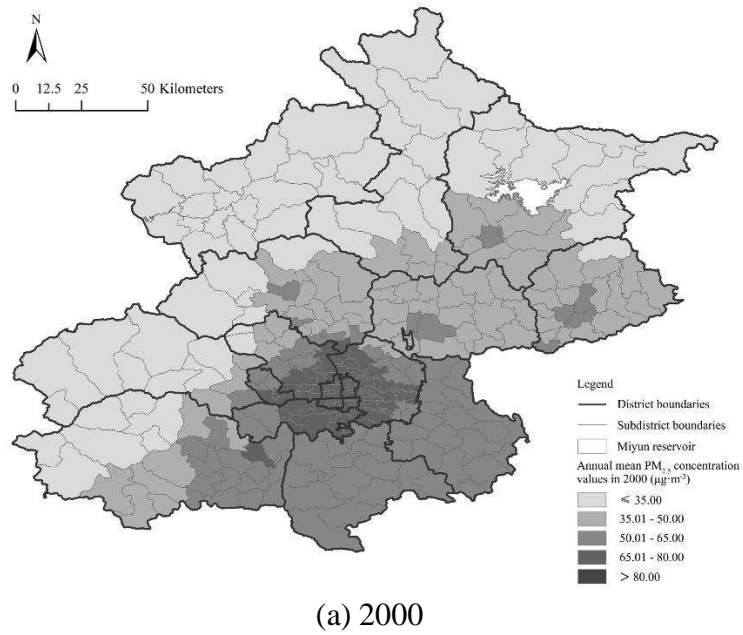 N
0 12.5 25 50 Kilometers
Legend
District boundaries
Subdistrict boundaries
Miyun reservoir
Annual mean PM₂.₅ concentration
values in 2000 (μg·m⁻³)
≤ 35.00
35.01 - 50.00
50.01 - 65.00
65.01 - 80.00
> 80.00
(a) 2000